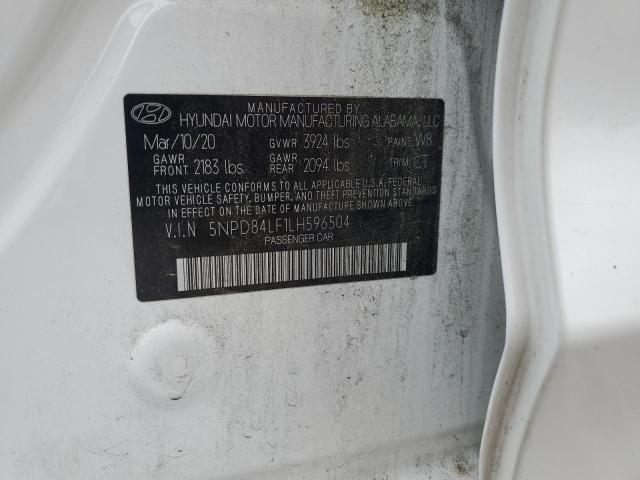 MANUFACTURED BY
HYUNDAI MOTOR MANUFACTURING ALABAMA, LLC
Mar/10/20 GVWR 3924 lbs PAINT: W8
GAWR FRONT 2183 lbs GAWR REAR 2094 lbs TRIM: CT
THIS VEHICLE CONFORMS TO ALL APPLICABLE U.S.A. FEDERAL
MOTOR VEHICLE SAFETY, BUMPER, AND THEFT PREVENTION STANDARDS
IN EFFECT ON THE DATE OF MANUFACTURE SHOWN ABOVE.
V.I.N 5NPD84LF1LH596504
PASSENGER CAR